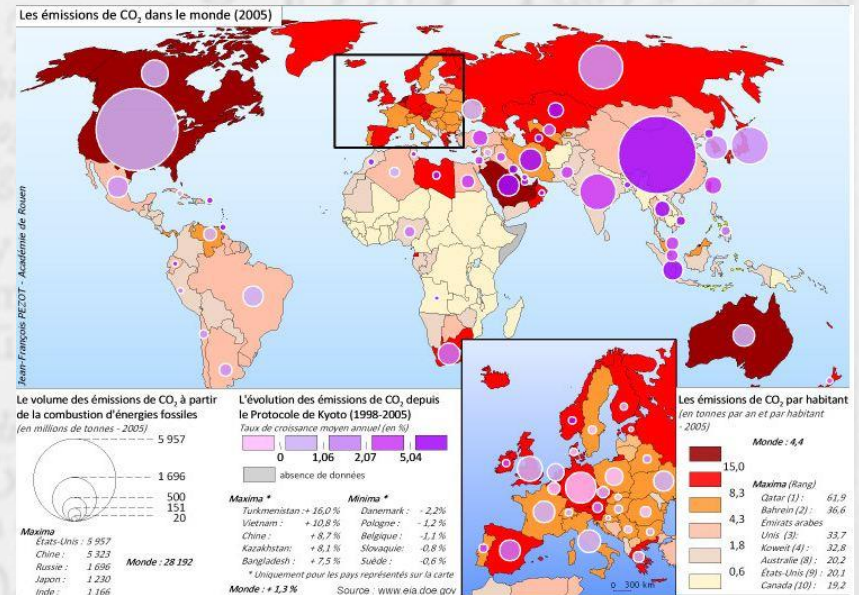 Les émissions de CO₂ dans le monde (2005)
Jean-François PEZOT - Académie de Rouen
Le volume des émissions de CO₂ à partir
de la combustion d'énergies fossiles
(en millions de tonnes - 2005)
5 957
1 696
500
151
20
Maxima
États-Unis : 5 957
Chine : 5 323
Russie : 1 696
Japon : 1 230
Inde : 1 166
Monde : 28 192
L'évolution des émissions de CO₂ depuis
le Protocole de Kyoto (1998-2005)
Taux de croissance moyen annuel (en %)
0 1,06 2,07 5,04
absence de données
Maxima *
Turkmenistan :+ 16,0 %
Vietnam : + 10,8 %
Chine : + 8,7 %
Kazakhstan: + 8,1 %
Bangladesh : + 7,5 %
Minima *
Danemark : - 2,2%
Pologne : - 1,2 %
Belgique : -1,1 %
Slovaquie: -0,8 %
Suède : -0,6 %
* Uniquement pour les pays représentés sur la carte
Monde : + 1,3 %
Source : www.eia.doe.gov
0 300 km
Les émissions de CO₂ par habitant
(en tonnes par an et par habitant
- 2005)
Monde : 4,4
15,0
8,3
4,3
1,8
0,6
Maxima (Rang)
Qatar (1) : 61,9
Bahrein (2) : 36,6
Émirats arabes
Unis (3): 33,7
Koweit (4) : 32,8
Australie (8) : 20,2
États-Unis (9) : 20,1
Canada (10) : 19,2